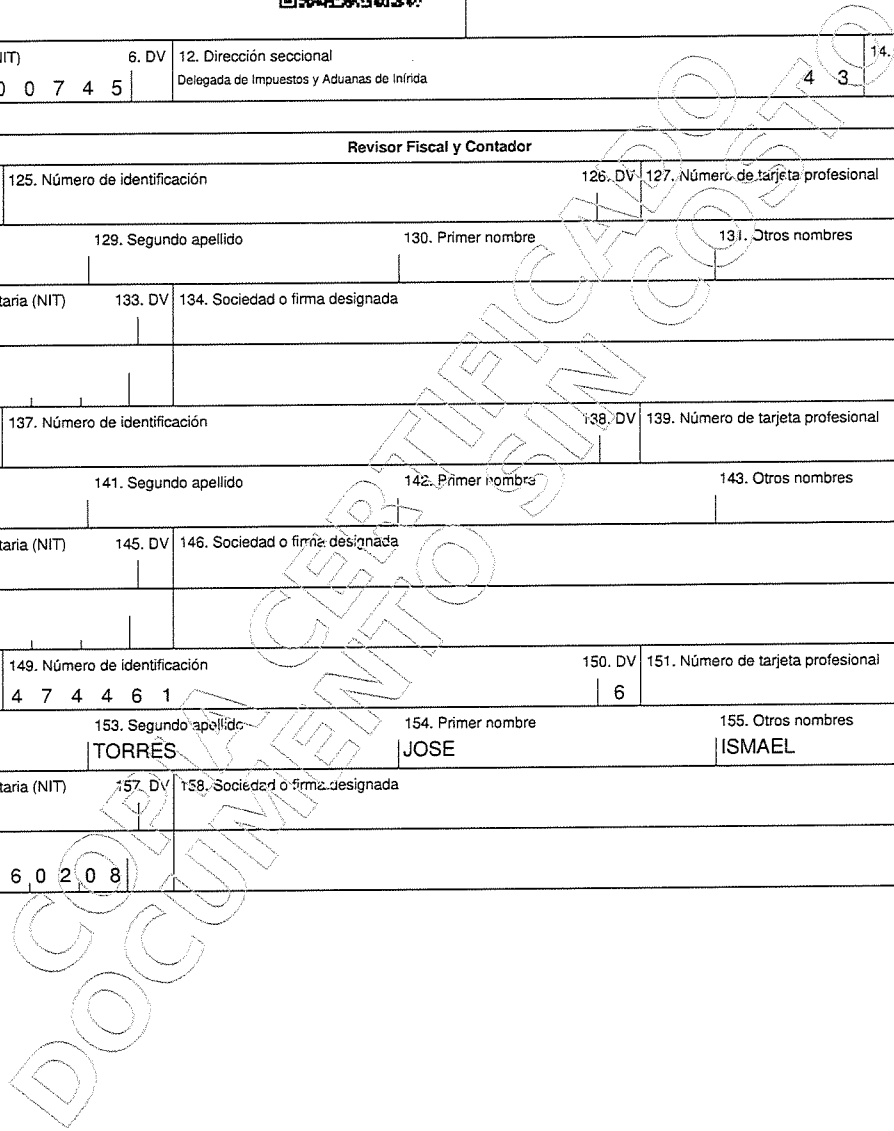 NIT) 6. DV 12. Dirección seccional 14.
0 0 7 4 5 Delegada de Impuestos y Aduanas de Inírida 4 3
Revisor Fiscal y Contador
125. Número de identificación 126. DV 127. Número de tarjeta profesional
129. Segundo apellido 130. Primer nombre 131. Otros nombres
taria (NIT) 133. DV 134. Sociedad o firma designada
137. Número de identificación 138. DV 139. Número de tarjeta profesional
141. Segundo apellido 142. Primer nombre 143. Otros nombres
taria (NIT) 145. DV 146. Sociedad o firma designada
149. Número de identificación 150. DV 151. Número de tarjeta profesional
4 7 4 4 6 1 6
153. Segundo apellido 154. Primer nombre 155. Otros nombres
TORRES JOSE ISMAEL
taria (NIT) 157. DV 158. Sociedad o firma designada
6 0 2 0 8
COPIA CERTIFICADO
DOCUMENTO SIN COSTO